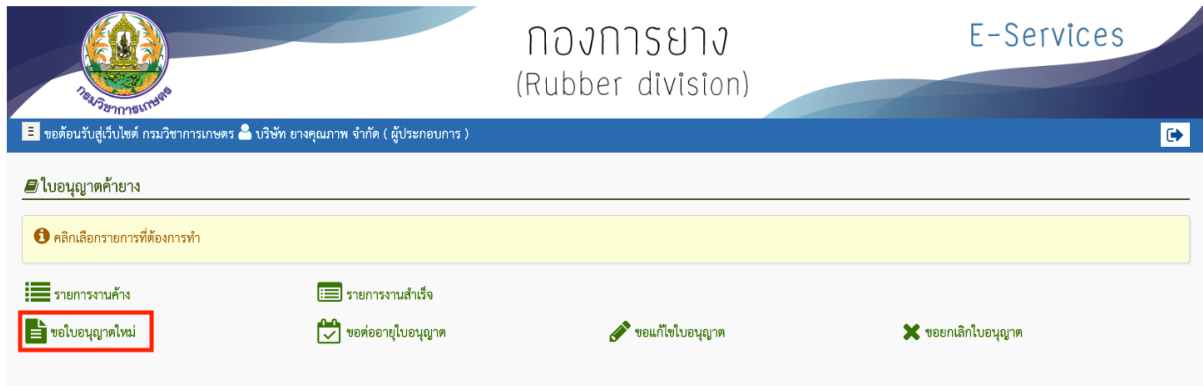 กองการยาง
(Rubber division)
E-Services
กรมวิชาการเกษตร
ขอต้อนรับสู่เว็บไซต์ กรมวิชาการเกษตร บริษัท ยางคุณภาพ จำกัด ( ผู้ประกอบการ )
ใบอนุญาตค้ายาง
คลิกเลือกรายการที่ต้องการทำ
รายการงานค้าง รายการงานสำเร็จ
ขอใบอนุญาตใหม่ ขอต่ออายุใบอนุญาต ขอแก้ไขใบอนุญาต ขอยกเลิกใบอนุญาต